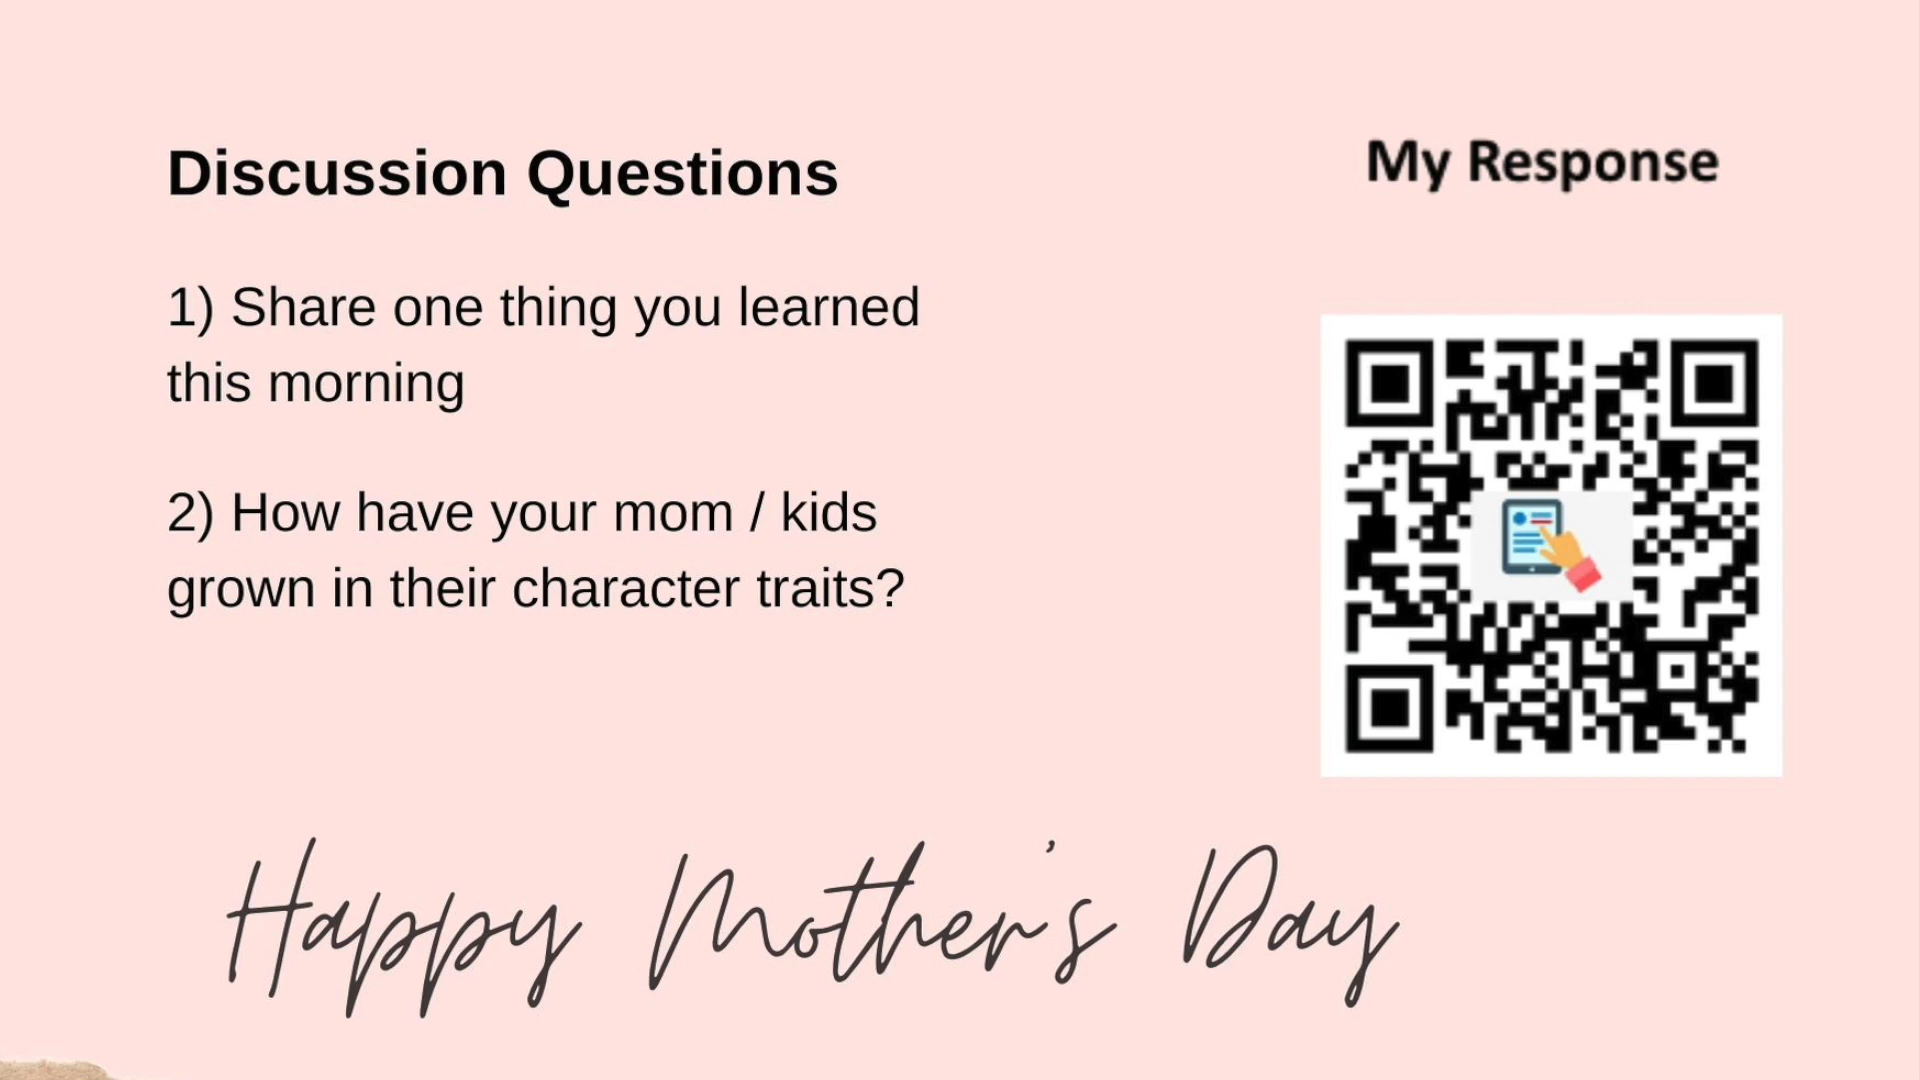 Discussion Questions
1) Share one thing you learned
this morning
2) How have your mom / kids
grown in their character traits?
My Response
Happy Mother's Day